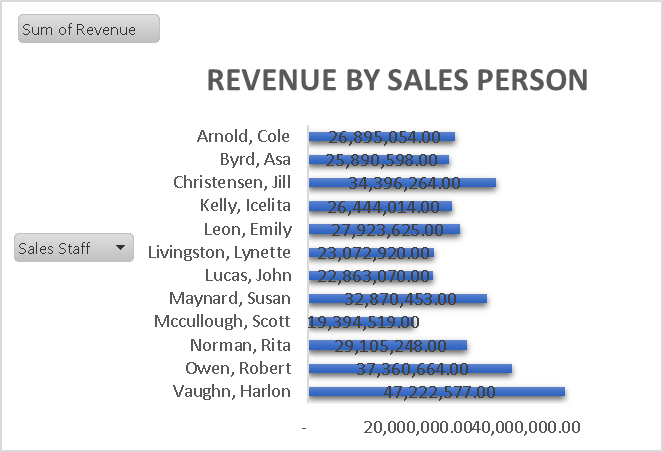 Sum of Revenue
REVENUE BY SALES PERSON
Arnold, Cole 26,895,054.00
Byrd, Asa 25,890,598.00
Christensen, Jill 34,396,264.00
Kelly, Icelita 26,444,014.00
Leon, Emily 27,923,625.00
Sales Staff
Livingston, Lynette 23,072,920.00
Lucas, John 22,863,070.00
Maynard, Susan 32,870,453.00
Mccullough, Scott 19,394,519.00
Norman, Rita 29,105,248.00
Owen, Robert 37,360,664.00
Vaughn, Harlon 47,222,577.00
- 20,000,000.00 40,000,000.00